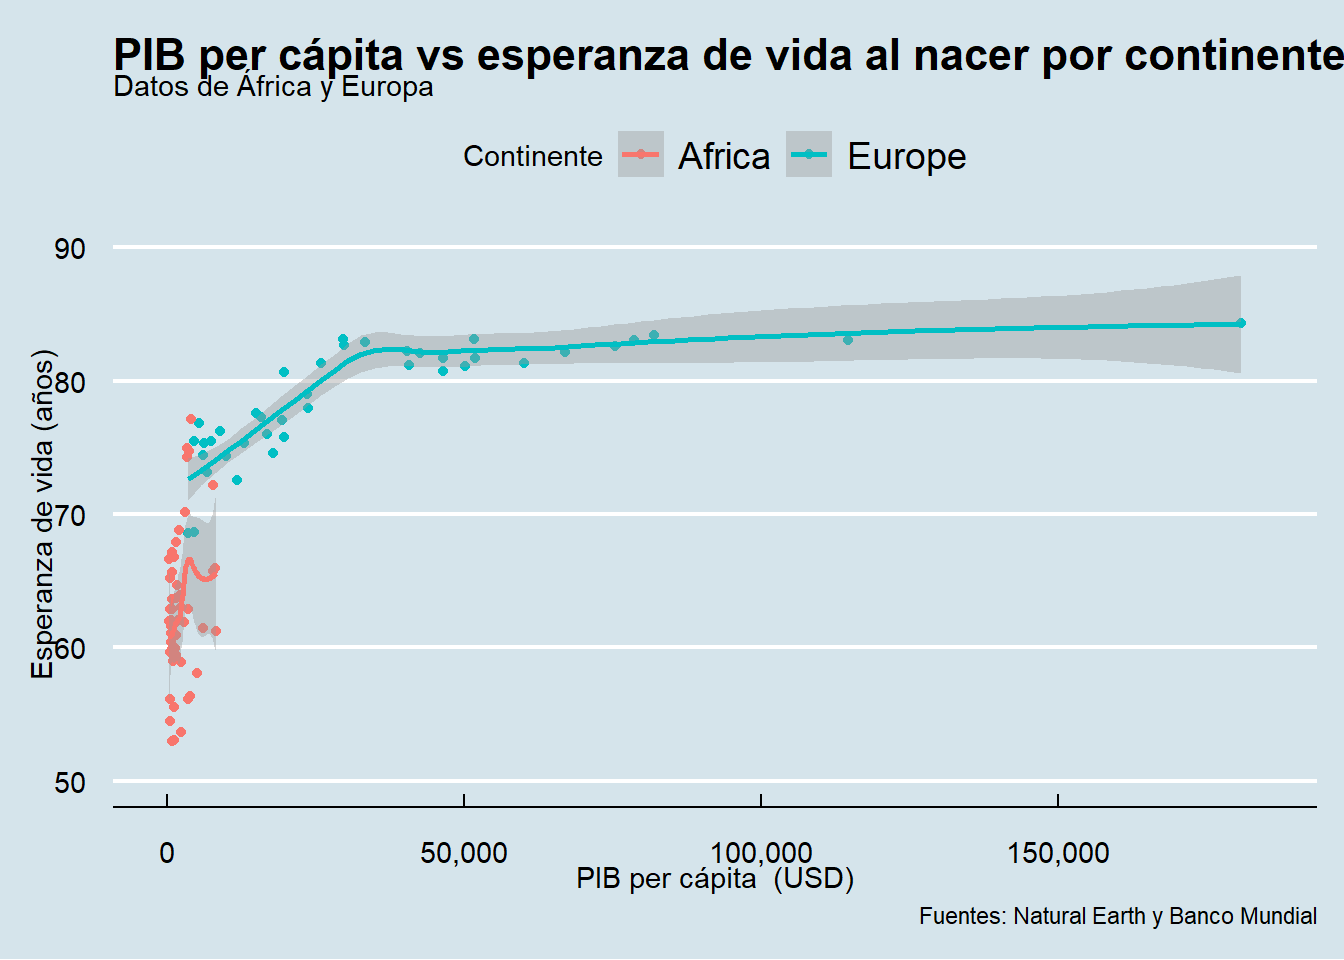 PIB per cápita vs esperanza de vida al nacer por continente
Datos de África y Europa
Continente Africa Europe
Esperanza de vida (años)
90
80
70
60
50
0 50,000 100,000 150,000
PIB per cápita  (USD)
Fuentes: Natural Earth y Banco Mundial